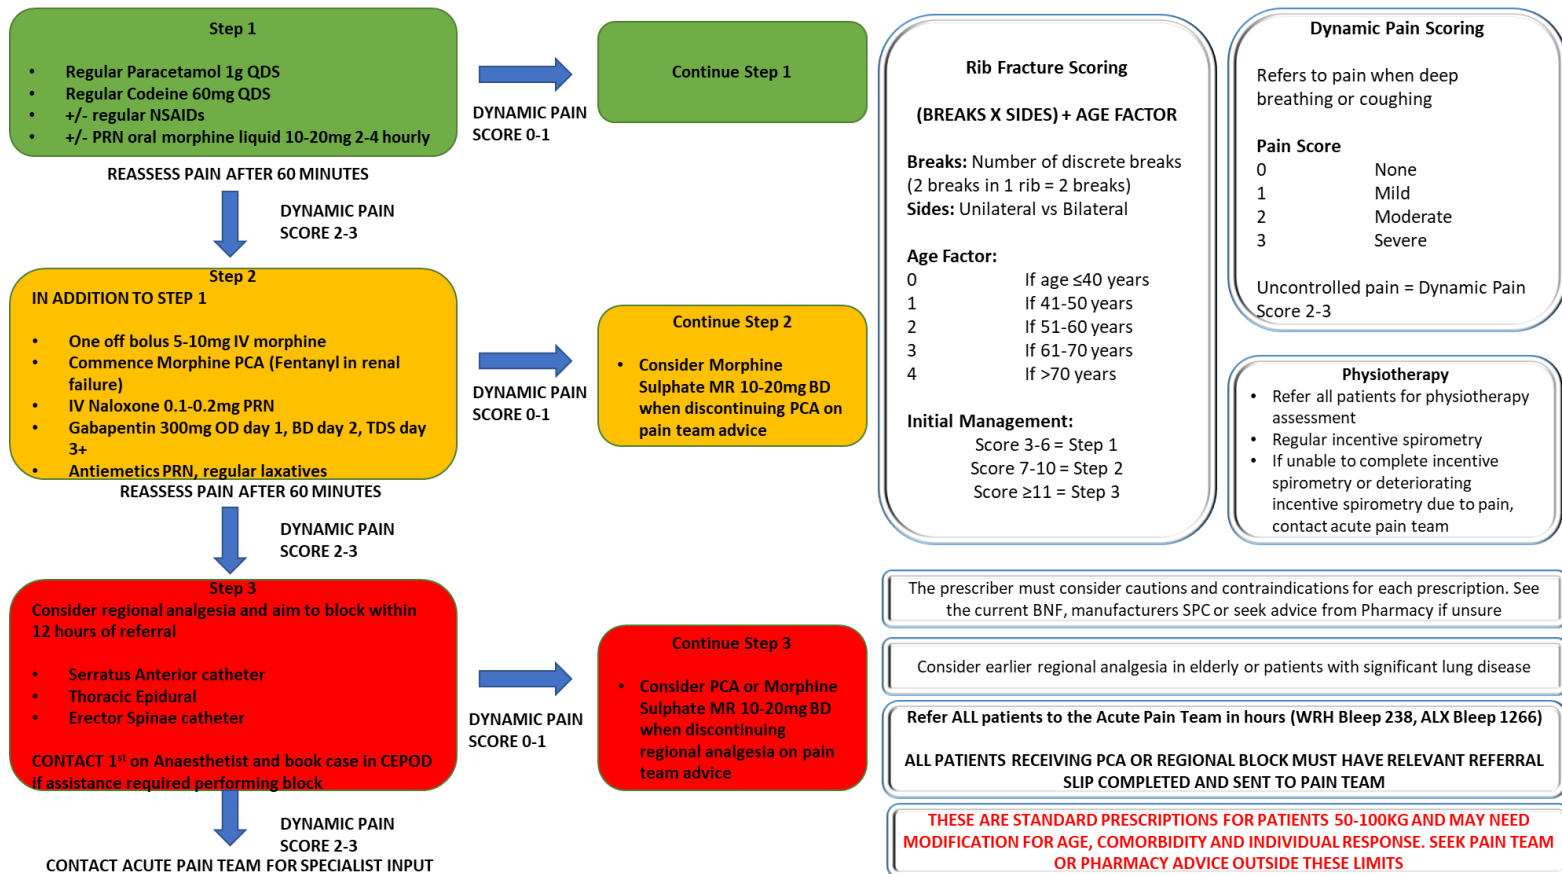 Step 1
• Regular Paracetamol 1g QDS
• Regular Codeine 60mg QDS
• +/- regular NSAIDs
• +/- PRN oral morphine liquid 10-20mg 2-4 hourly
DYNAMIC PAIN
SCORE 0-1
Continue Step 1
REASSESS PAIN AFTER 60 MINUTES
DYNAMIC PAIN
SCORE 2-3
Step 2
IN ADDITION TO STEP 1
• One off bolus 5-10mg IV morphine
• Commence Morphine PCA (Fentanyl in renal
failure)
• IV Naloxone 0.1-0.2mg PRN
• Gabapentin 300mg OD day 1, BD day 2, TDS day
3+
• Antiemetics PRN, regular laxatives
DYNAMIC PAIN
SCORE 0-1
Continue Step 2
• Consider Morphine
Sulphate MR 10-20mg BD
when discontinuing PCA on
pain team advice
REASSESS PAIN AFTER 60 MINUTES
DYNAMIC PAIN
SCORE 2-3
Step 3
Consider regional analgesia and aim to block within
12 hours of referral
• Serratus Anterior catheter
• Thoracic Epidural
• Erector Spinae catheter
CONTACT 1st on Anaesthetist and book case in CEPOD
if assistance required performing block
DYNAMIC PAIN
SCORE 0-1
Continue Step 3
• Consider PCA or Morphine
Sulphate MR 10-20mg BD
when discontinuing
regional analgesia on pain
team advice
DYNAMIC PAIN
SCORE 2-3
CONTACT ACUTE PAIN TEAM FOR SPECIALIST INPUT
Rib Fracture Scoring
(BREAKS X SIDES) + AGE FACTOR
Breaks: Number of discrete breaks
(2 breaks in 1 rib = 2 breaks)
Sides: Unilateral vs Bilateral
Age Factor:
0 If age ≤40 years
1 If 41-50 years
2 If 51-60 years
3 If 61-70 years
4 If >70 years
Initial Management:
Score 3-6 = Step 1
Score 7-10 = Step 2
Score ≥11 = Step 3
Dynamic Pain Scoring
Refers to pain when deep
breathing or coughing
Pain Score
0 None
1 Mild
2 Moderate
3 Severe
Uncontrolled pain = Dynamic Pain
Score 2-3
Physiotherapy
• Refer all patients for physiotherapy
assessment
• Regular incentive spirometry
• If unable to complete incentive
spirometry or deteriorating
incentive spirometry due to pain,
contact acute pain team
The prescriber must consider cautions and contraindications for each prescription. See
the current BNF, manufacturers SPC or seek advice from Pharmacy if unsure
Consider earlier regional analgesia in elderly or patients with significant lung disease
Refer ALL patients to the Acute Pain Team in hours (WRH Bleep 238, ALX Bleep 1266)
ALL PATIENTS RECEIVING PCA OR REGIONAL BLOCK MUST HAVE RELEVANT REFERRAL
SLIP COMPLETED AND SENT TO PAIN TEAM
THESE ARE STANDARD PRESCRIPTIONS FOR PATIENTS 50-100KG AND MAY NEED
MODIFICATION FOR AGE, COMORBIDITY AND INDIVIDUAL RESPONSE. SEEK PAIN TEAM
OR PHARMACY ADVICE OUTSIDE THESE LIMITS